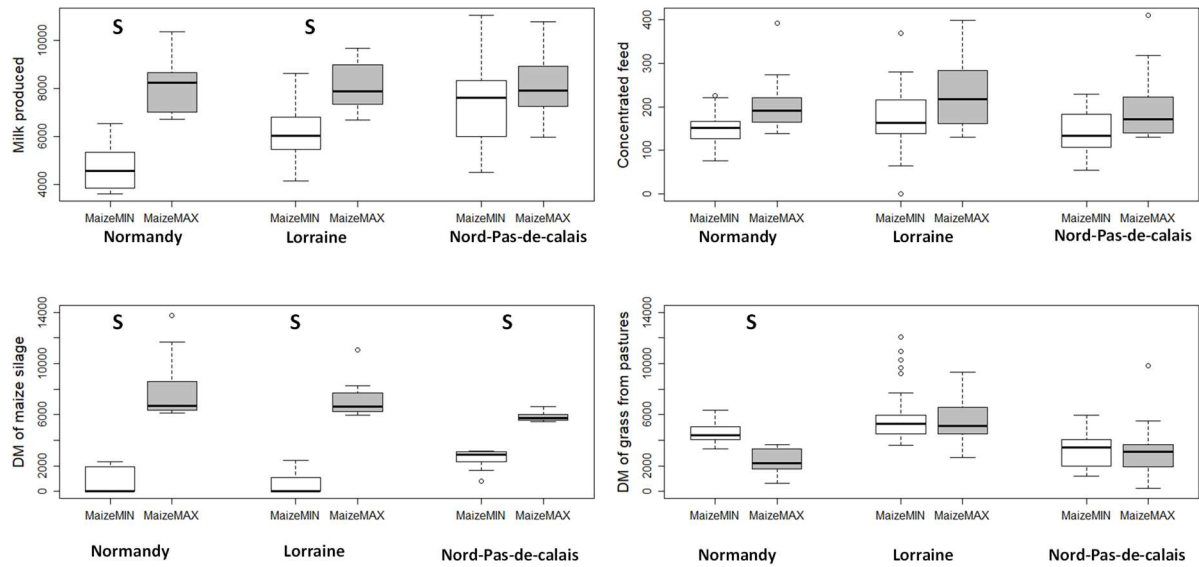 S S
Milk produced
4000 6000 8000 10000
MaizeMIN MaizeMAX MaizeMIN MaizeMAX MaizeMIN MaizeMAX
Normandy Lorraine Nord-Pas-de-calais
Concentrated feed
0 100 200 300 400
MaizeMIN MaizeMAX MaizeMIN MaizeMAX MaizeMIN MaizeMAX
Normandy Lorraine Nord-Pas-de-calais
S S S
DM of maize silage
0 2000 6000 10000 14000
MaizeMIN MaizeMAX MaizeMIN MaizeMAX MaizeMIN MaizeMAX
Normandy Lorraine Nord-Pas-de-calais
S
DM of grass from pastures
0 2000 6000 10000 14000
MaizeMIN MaizeMAX MaizeMIN MaizeMAX MaizeMIN MaizeMAX
Normandy Lorraine Nord-Pas-de-calais